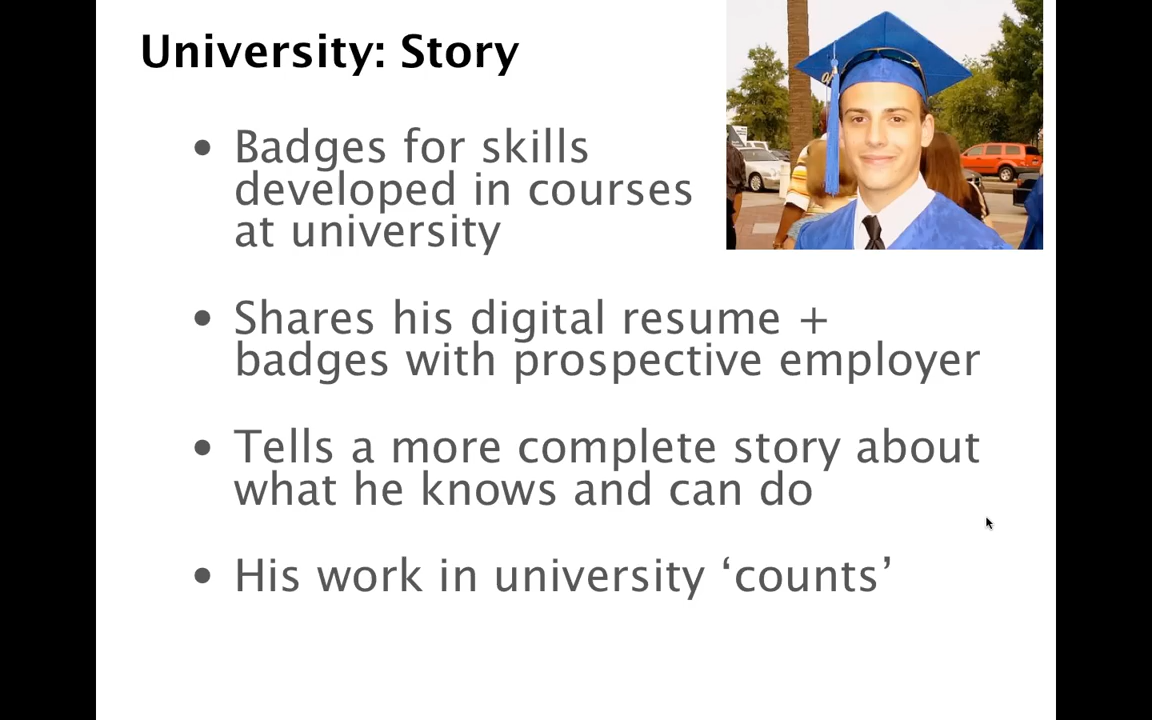 University: Story
• Badges for skills
developed in courses
at university
• Shares his digital resume +
badges with prospective employer
• Tells a more complete story about
what he knows and can do
• His work in university ‘counts’